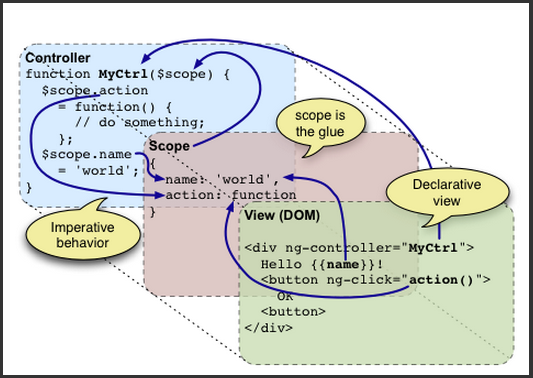 Controller
function MyCtrl($scope) {
$scope.action
= function() {
// do something;
};
$scope.name
= 'world';
}
scope is
the glue
Scope
{
name: 'world',
action: function
}
Imperative
behavior
Declarative
view
View (DOM)
<div ng-controller="MyCtrl">
Hello {{name}}!
<button ng-click="action()">
OK
<button>
</div>